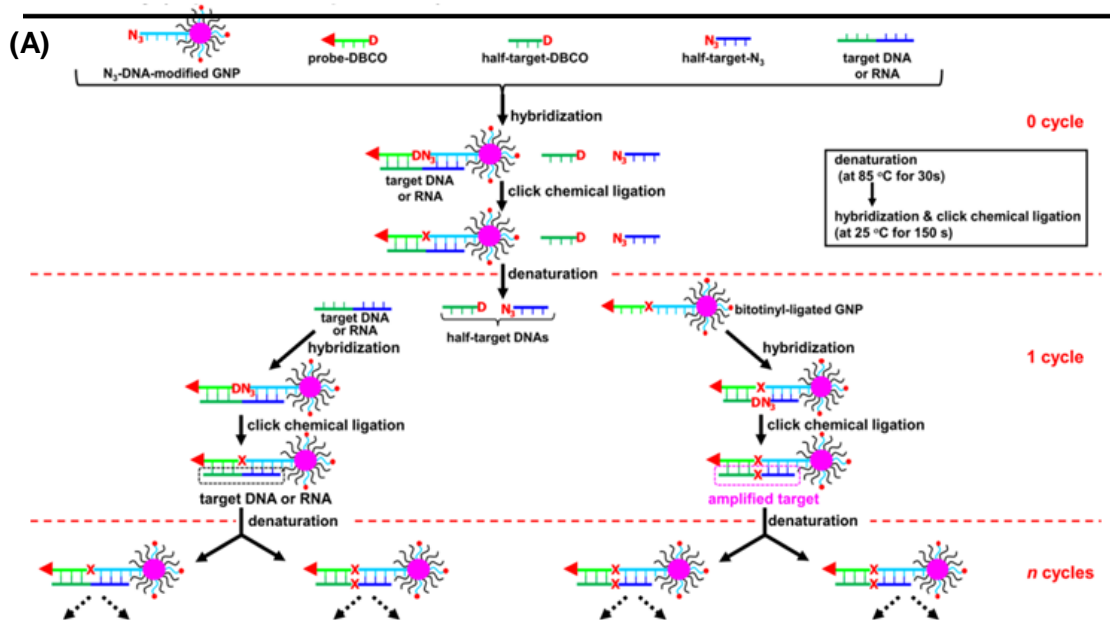 (A)
N₃
D
D
N₃
N₃-DNA-modified GNP
probe-DBCO
half-target-DBCO
half-target-N₃
target DNA
or RNA
hybridization
0 cycle
DN₃
D
N₃
target DNA
or RNA
click chemical ligation
denaturation
(at 85 °C for 30s)
hybridization & click chemical ligation
(at 25 °C for 150 s)
X
D
N₃
denaturation
target DNA
or RNA
D
N₃
half-target DNAs
X
bitotinyl-ligated GNP
hybridization
hybridization
1 cycle
DN₃
X
DN₃
click chemical ligation
click chemical ligation
X
X
X
target DNA or RNA
amplified target
denaturation
denaturation
X
X
X
X
X
X
X
n cycles